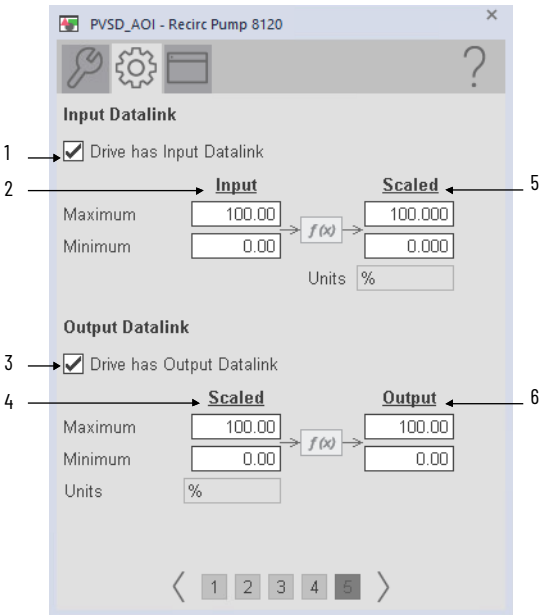 PVSD_AOI - Recirc Pump 8120 ×
?
Input Datalink
1 Drive has Input Datalink
2 Input Scaled 5
Maximum 100.00 f(x) 100.000
Minimum 0.00 0.000
Units %
Output Datalink
3 Drive has Output Datalink
4 Scaled Output 6
Maximum 100.00 f(x) 100.00
Minimum 0.00 0.00
Units %
1 2 3 4 5